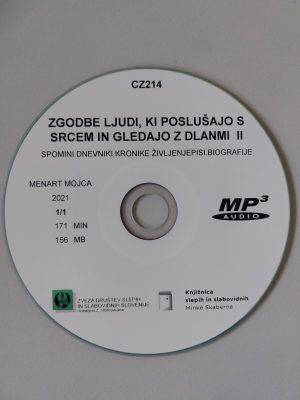 CZ214
ZGODBE LJUDI, KI POSLUŠAJO S
SRCEM IN GLEDAJO Z DLANMI II
SPOMINI.DNEVNIKI.KRONIKE.ŽIVLJENJEPISI.BIOGRAFIJE
MENART MOJCA
2021
1/1
171 MIN
156 MB
MP3
AUDIO
ZVEZA DRUŠTEV SLEPIH
IN SLABOVIDNIH SLOVENIJE
Knjižnica
slepih in slabovidnih
Minke Skaberne